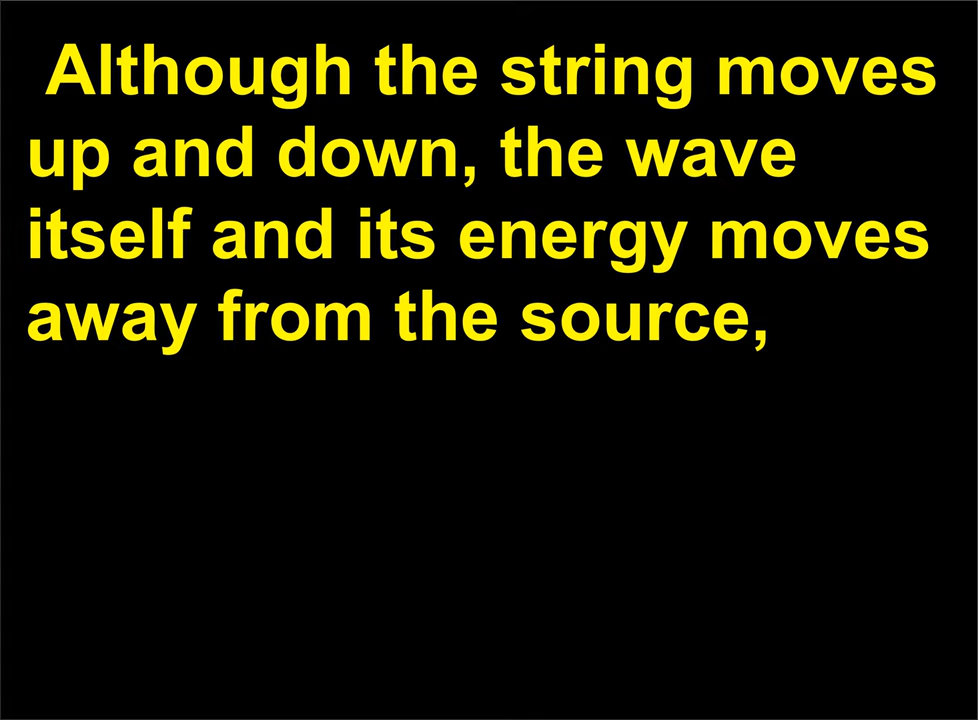 Although the string moves
up and down, the wave
itself and its energy moves
away from the source,